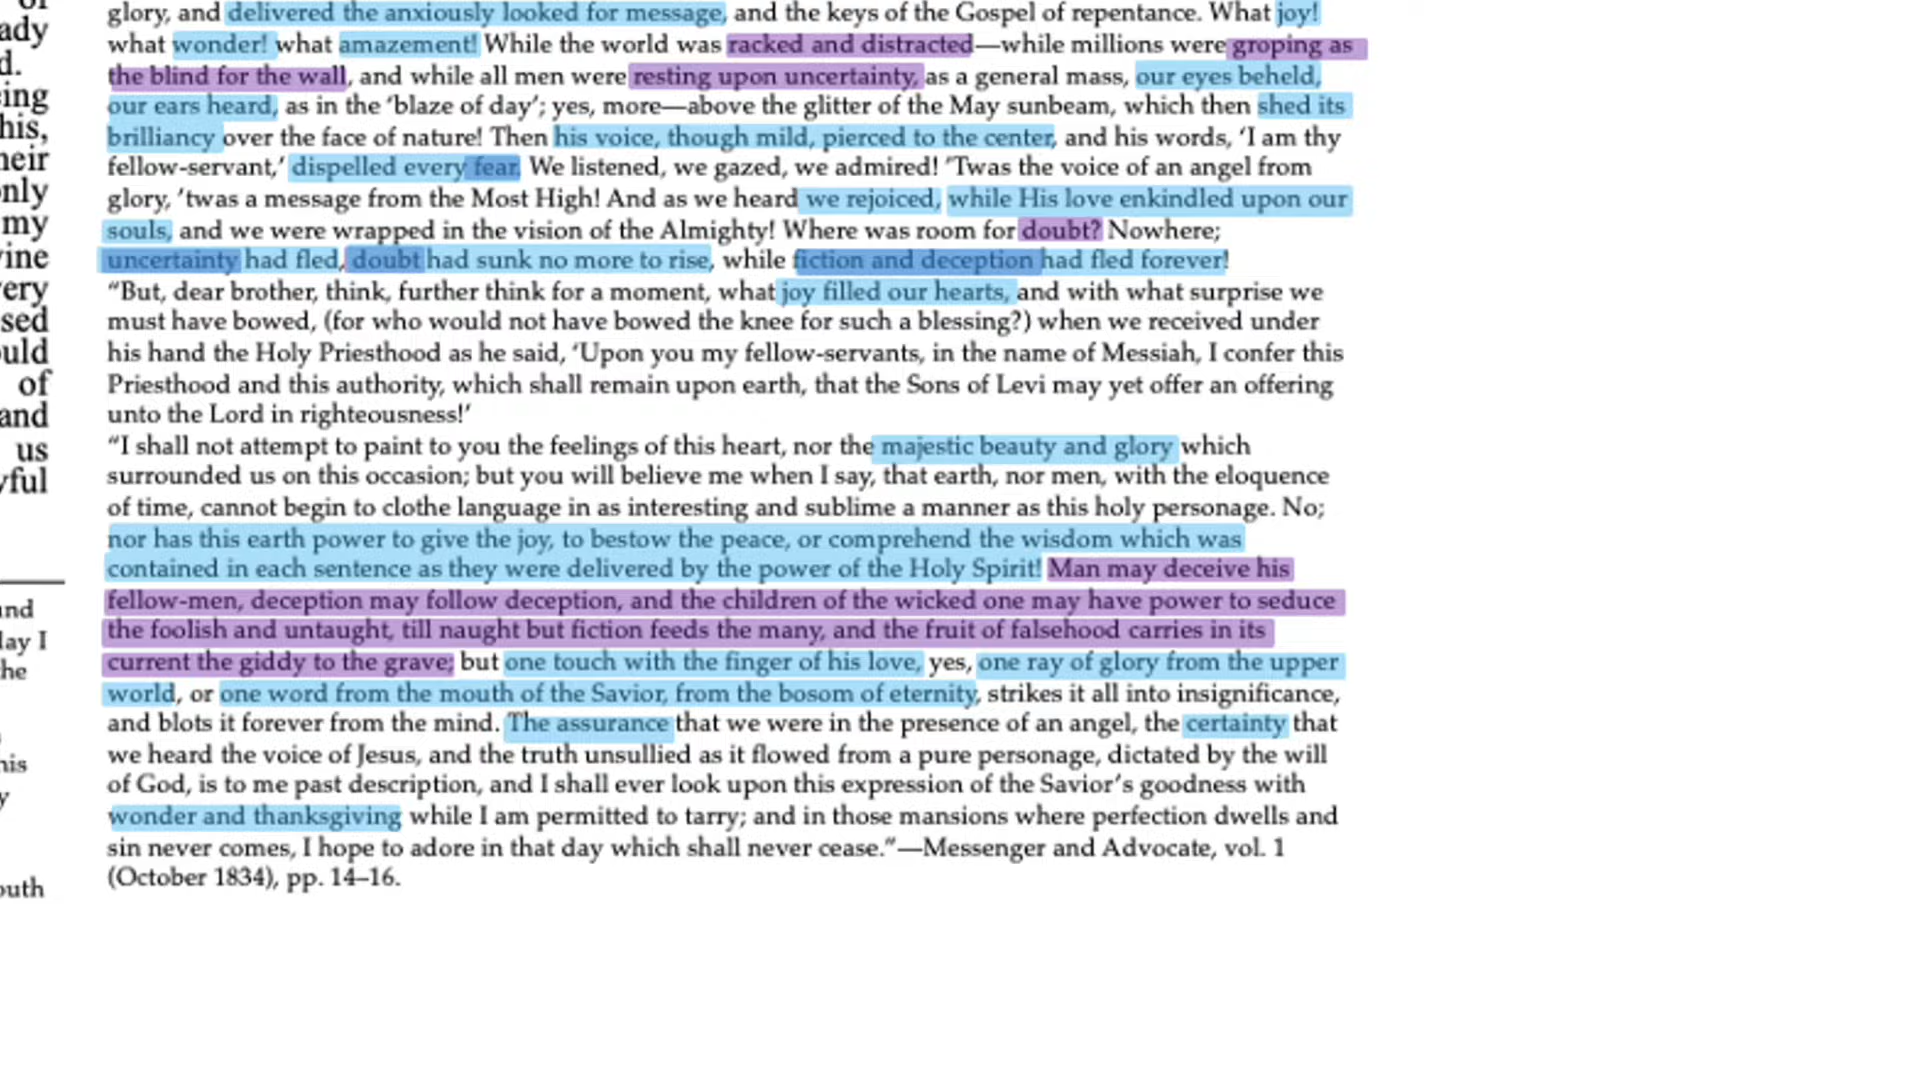 of
ady
d.
ing
his,
heir
only
my
vine
ery
sed
ould
of
and
us
yful
and
lay I
he
his
y
outh
glory, and delivered the anxiously looked for message, and the keys of the Gospel of repentance. What joy!
what wonder! what amazement! While the world was racked and distracted—while millions were groping as
the blind for the wall, and while all men were resting upon uncertainty, as a general mass, our eyes beheld,
our ears heard, as in the ‘blaze of day’; yes, more—above the glitter of the May sunbeam, which then shed its
brilliancy over the face of nature! Then his voice, though mild, pierced to the center, and his words, ‘I am thy
fellow-servant,’ dispelled every fear. We listened, we gazed, we admired! ’Twas the voice of an angel from
glory, ’twas a message from the Most High! And as we heard we rejoiced, while His love enkindled upon our
souls, and we were wrapped in the vision of the Almighty! Where was room for doubt? Nowhere;
uncertainty had fled, doubt had sunk no more to rise, while fiction and deception had fled forever!
“But, dear brother, think, further think for a moment, what joy filled our hearts, and with what surprise we
must have bowed, (for who would not have bowed the knee for such a blessing?) when we received under
his hand the Holy Priesthood as he said, ‘Upon you my fellow-servants, in the name of Messiah, I confer this
Priesthood and this authority, which shall remain upon earth, that the Sons of Levi may yet offer an offering
unto the Lord in righteousness!’
“I shall not attempt to paint to you the feelings of this heart, nor the majestic beauty and glory which
surrounded us on this occasion; but you will believe me when I say, that earth, nor men, with the eloquence
of time, cannot begin to clothe language in as interesting and sublime a manner as this holy personage. No;
nor has this earth power to give the joy, to bestow the peace, or comprehend the wisdom which was
contained in each sentence as they were delivered by the power of the Holy Spirit! Man may deceive his
fellow-men, deception may follow deception, and the children of the wicked one may have power to seduce
the foolish and untaught, till naught but fiction feeds the many, and the fruit of falsehood carries in its
current the giddy to the grave; but one touch with the finger of his love, yes, one ray of glory from the upper
world, or one word from the mouth of the Savior, from the bosom of eternity, strikes it all into insignificance,
and blots it forever from the mind. The assurance that we were in the presence of an angel, the certainty that
we heard the voice of Jesus, and the truth unsullied as it flowed from a pure personage, dictated by the will
of God, is to me past description, and I shall ever look upon this expression of the Savior’s goodness with
wonder and thanksgiving while I am permitted to tarry; and in those mansions where perfection dwells and
sin never comes, I hope to adore in that day which shall never cease.”—Messenger and Advocate, vol. 1
(October 1834), pp. 14–16.